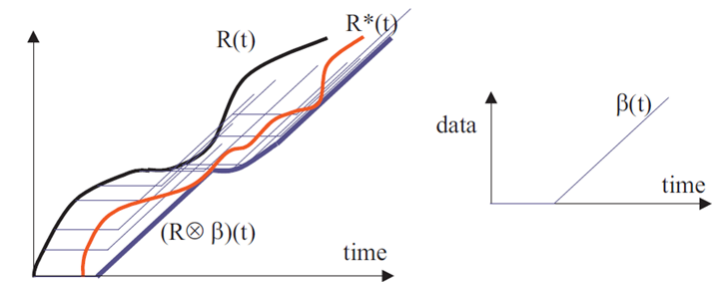 R(t)
R*(t)
(R⊗ β)(t)
time
data
β(t)
time